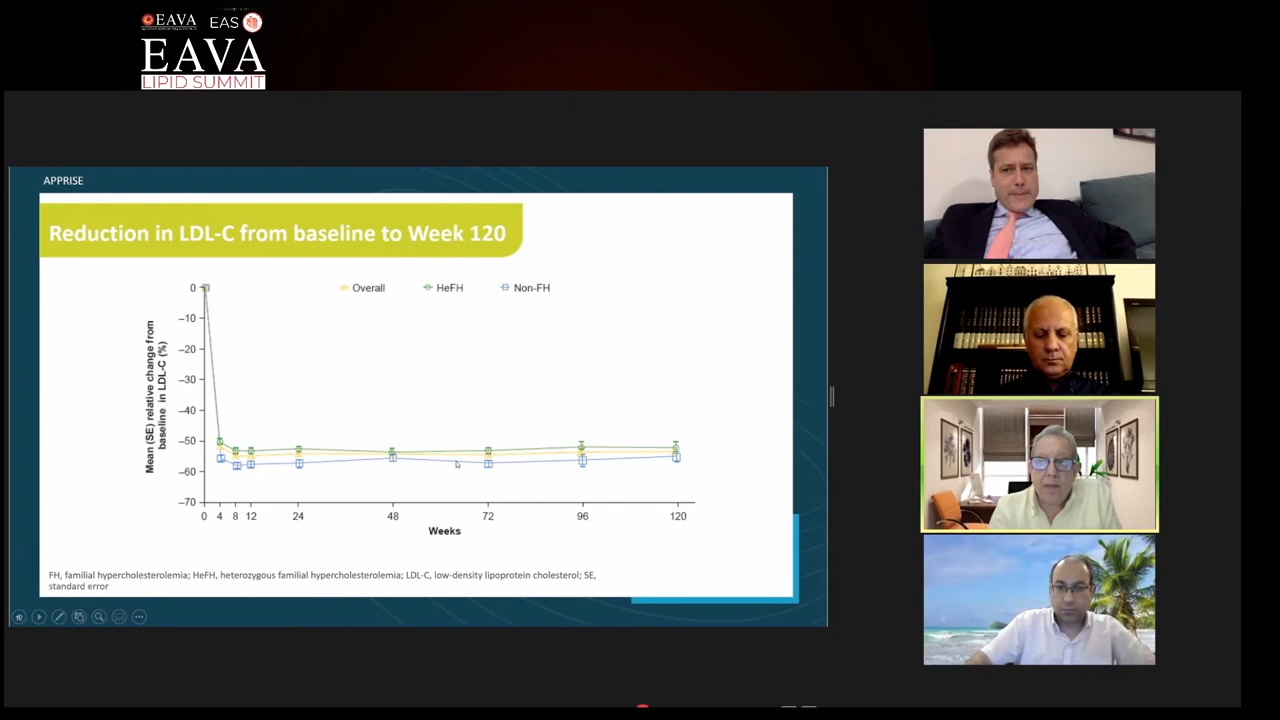 EAVA
EAS
EAVA
LIPID SUMMIT
APPRISE
Reduction in LDL-C from baseline to Week 120
Overall
HeFH
Non-FH
Mean (SE) relative change from
baseline in LDL-C (%)
0
–10
–20
–30
–40
–50
–60
–70
0 4 8 12 24 48 72 96 120
Weeks
FH, familial hypercholesterolemia; HeFH, heterozygous familial hypercholesterolemia; LDL-C, low-density lipoprotein cholesterol; SE,
standard error